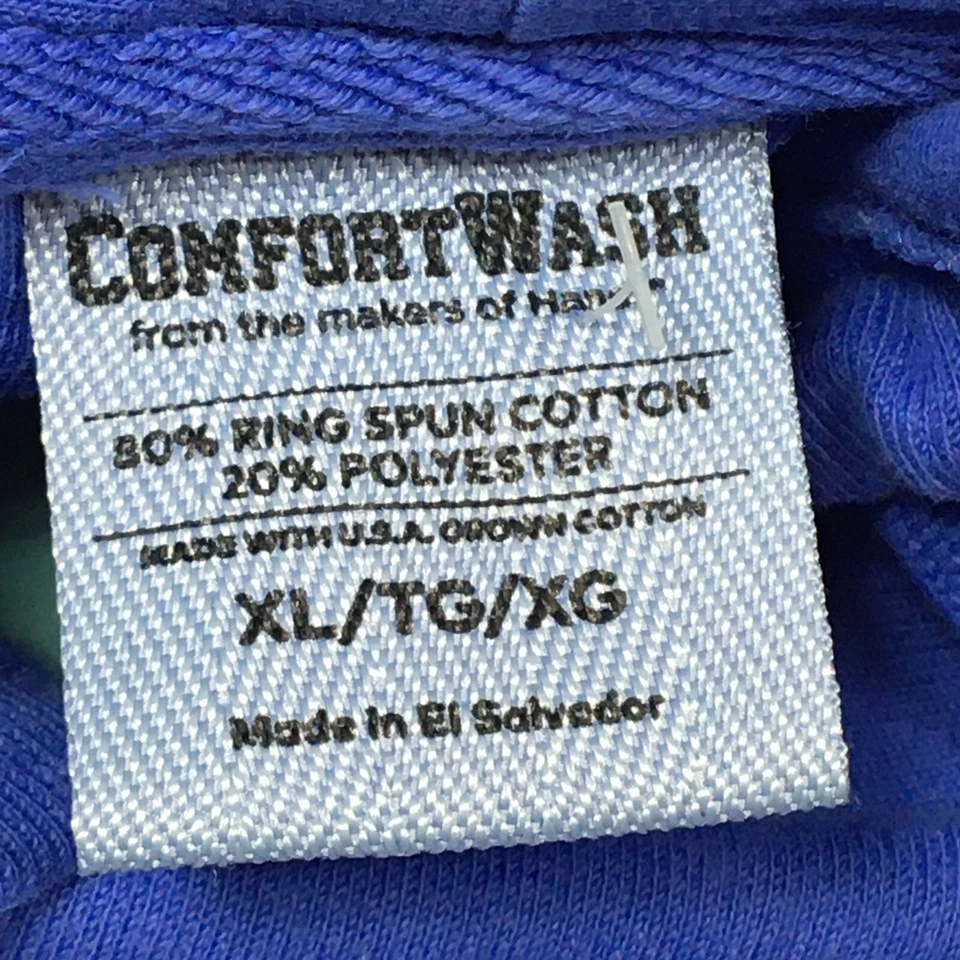 COMFORTWASH
from the makers of
80% RING SPUN COTTON
20% POLYESTER
MADE WITH U.S.A. GROWN COTTON
XL/TG/XG
Made In El Salvador